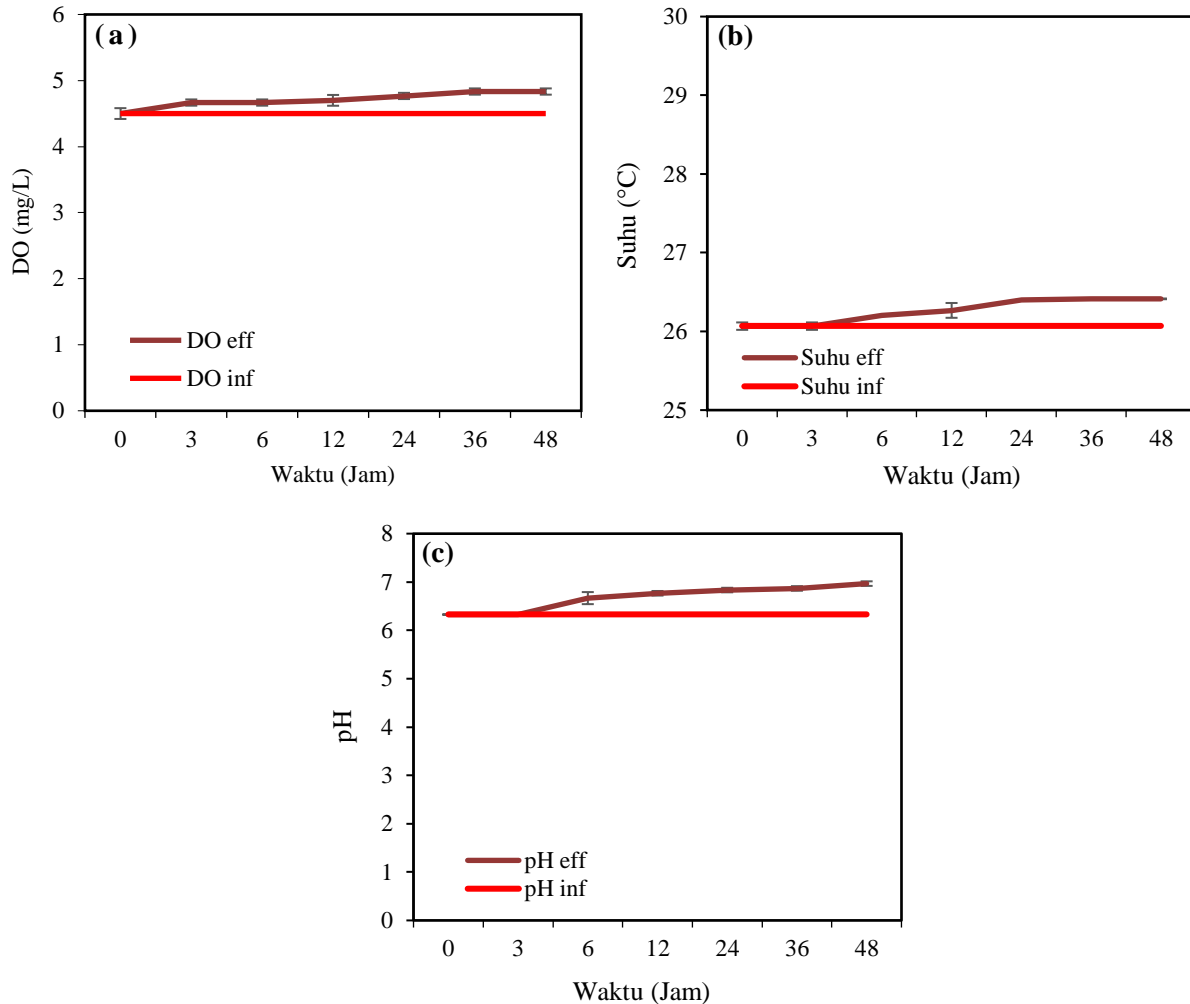 (a)
6
5
4
3
2
1
0
DO (mg/L)
DO eff
DO inf
0 3 6 12 24 36 48
Waktu (Jam)
(b)
30
29
28
27
26
25
Suhu (°C)
Suhu eff
Suhu inf
0 3 6 12 24 36 48
Waktu (Jam)
(c)
8
7
6
5
4
3
2
1
0
pH
pH eff
pH inf
0 3 6 12 24 36 48
Waktu (Jam)